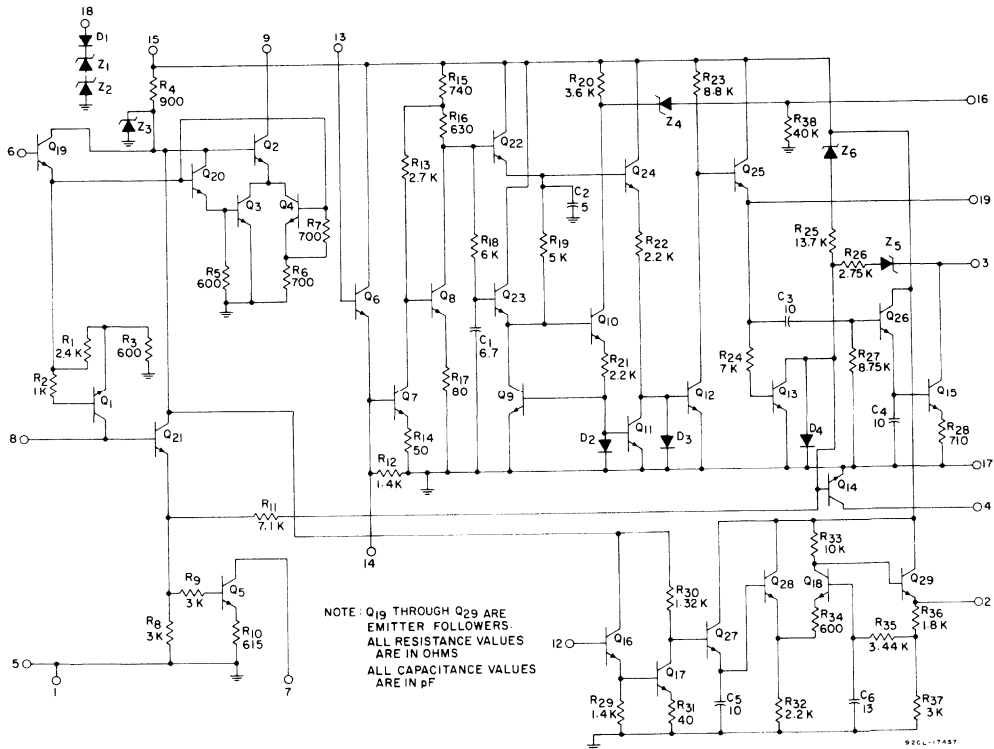 18
D1
Z1
Z2
15
9
13
R4
900
Z3
6
Q19
Q2
Q20
Q3
Q4
R7
700
R5
600
R6
700
R15
740
R16
630
R13
2.7 K
Q22
C2
5
R18
6 K
R19
5 K
Q6
Q8
Q23
C1
6.7
R17
80
R20
3.6 K
R23
8.8 K
Z4
16
R38
40 K
Z6
Q24
Q25
19
R22
2.2 K
R25
13.7 K
R26
2.75K
Z5
3
Q10
C3
10
Q26
R21
2.2 K
R24
7 K
R27
8.75K
R1
2.4 K
R3
600
R2
1K
Q1
Q7
Q9
Q12
Q13
Q15
R14
50
D2
Q11
D3
D4
C4
10
R28
710
8
Q21
R12
1.4 K
17
Q14
4
R11
7.1 K
14
R9
3 K
Q5
R8
3 K
R10
615
5
1
7
NOTE: Q19 THROUGH Q29 ARE
EMITTER FOLLOWERS.
ALL RESISTANCE VALUES
ARE IN OHMS
ALL CAPACITANCE VALUES
ARE IN pF
12
Q16
R30
1.32 K
Q17
Q27
Q28
R33
10 K
Q18
Q29
2
R34
600
R35
3.44 K
R36
1.8 K
R29
1.4K
R31
40
C5
10
R32
2.2 K
C6
13
R37
3K
92CL-17457